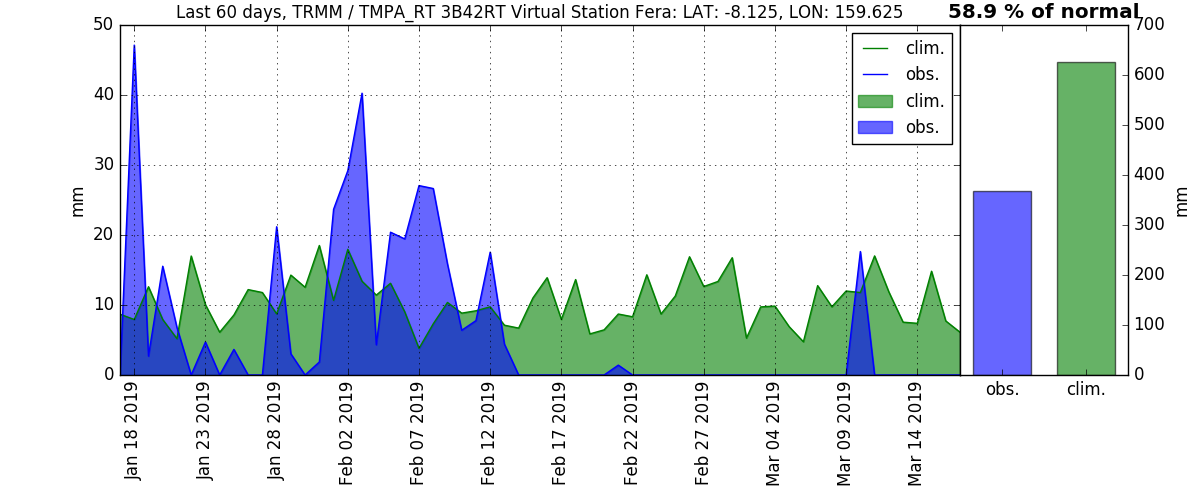 Last 60 days, TRMM / TMPA_RT 3B42RT Virtual Station Fera: LAT: -8.125, LON: 159.625
58.9 % of normal
50
40
30
20
10
0
mm
clim.
obs.
clim.
obs.
700
600
500
400
300
200
100
0
mm
obs.
clim.
Jan 18 2019
Jan 23 2019
Jan 28 2019
Feb 02 2019
Feb 07 2019
Feb 12 2019
Feb 17 2019
Feb 22 2019
Feb 27 2019
Mar 04 2019
Mar 09 2019
Mar 14 2019